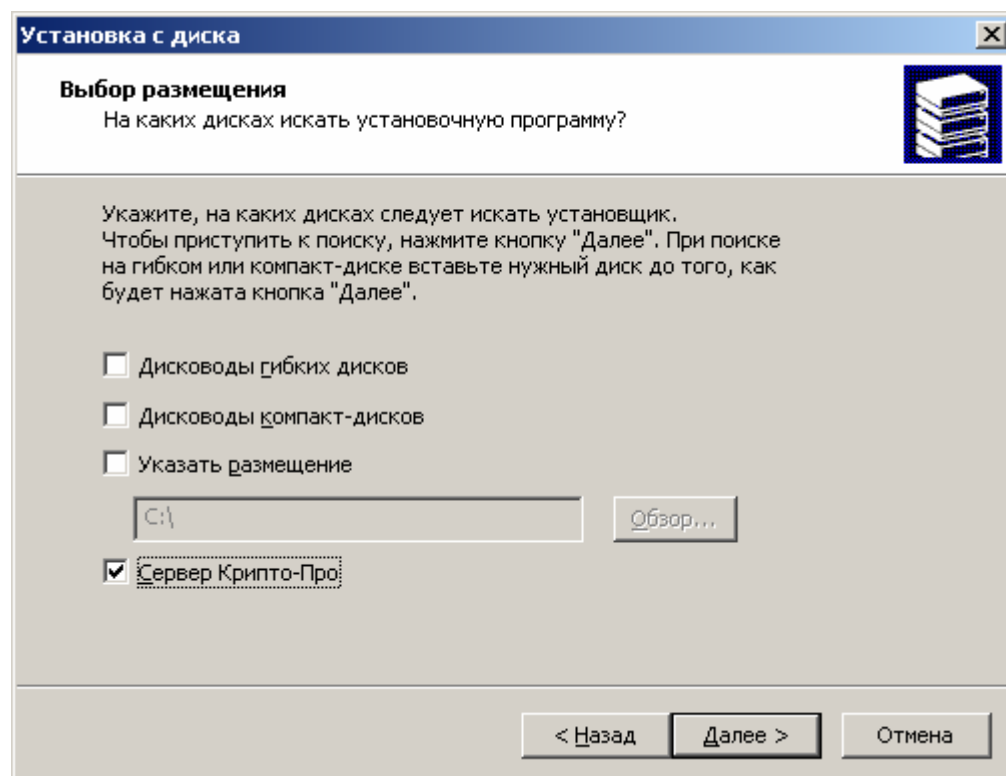 Установка с диска
Выбор размещения
На каких дисках искать установочную программу?
Укажите, на каких дисках следует искать установщик.
Чтобы приступить к поиску, нажмите кнопку "Далее". При поиске
на гибком или компакт-диске вставьте нужный диск до того, как
будет нажата кнопка "Далее".
Дисководы гибких дисков
Дисководы компакт-дисков
Указать размещение
C:\
Обзор...
Сервер Крипто-Про
< Назад
Далее >
Отмена